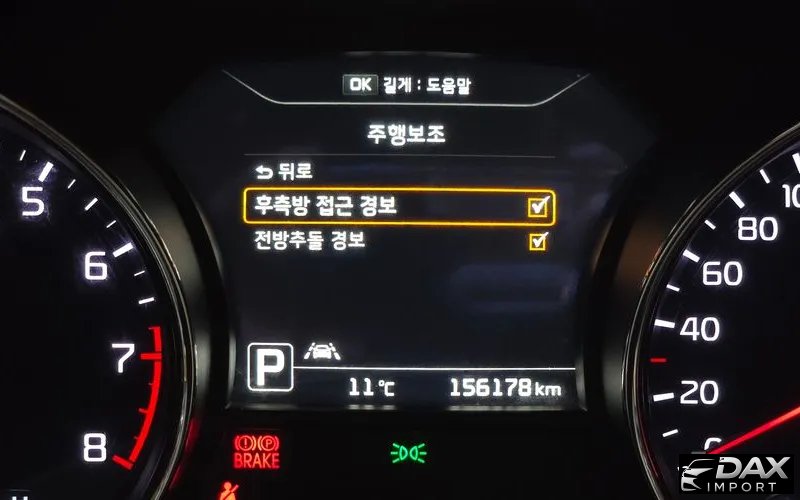 OK 길게 : 도움말
주행보조
뒤로
후측방 접근 경보
전방추돌 경보
5
6
7
8
80
60
40
20
P
11℃
156178km
(!) (P)
BRAKE
DAX
IMPORT